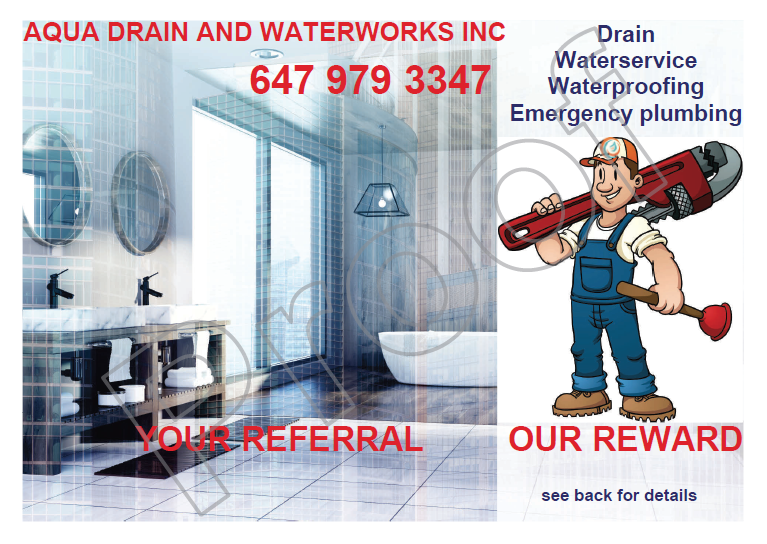 AQUA DRAIN AND WATERWORKS INC
647 979 3347
Drain
Waterservice
Waterproofing
Emergency plumbing
Proof
YOUR REFERRAL
OUR REWARD
see back for details